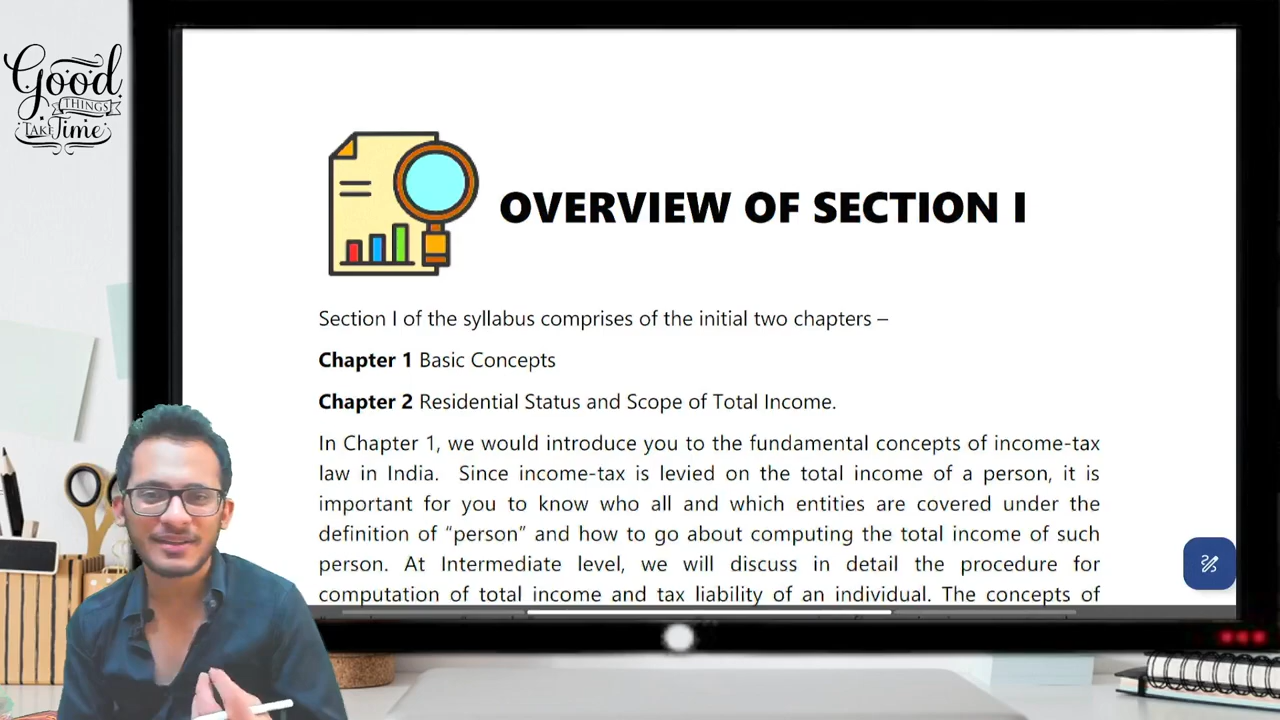 Good
THINGS
TAKE Time
OVERVIEW OF SECTION I
Section I of the syllabus comprises of the initial two chapters –
Chapter 1 Basic Concepts
Chapter 2 Residential Status and Scope of Total Income.
In Chapter 1, we would introduce you to the fundamental concepts of income-tax
law in India. Since income-tax is levied on the total income of a person, it is
important for you to know who all and which entities are covered under the
definition of “person” and how to go about computing the total income of such
person. At Intermediate level, we will discuss in detail the procedure for
computation of total income and tax liability of an individual. The concepts of